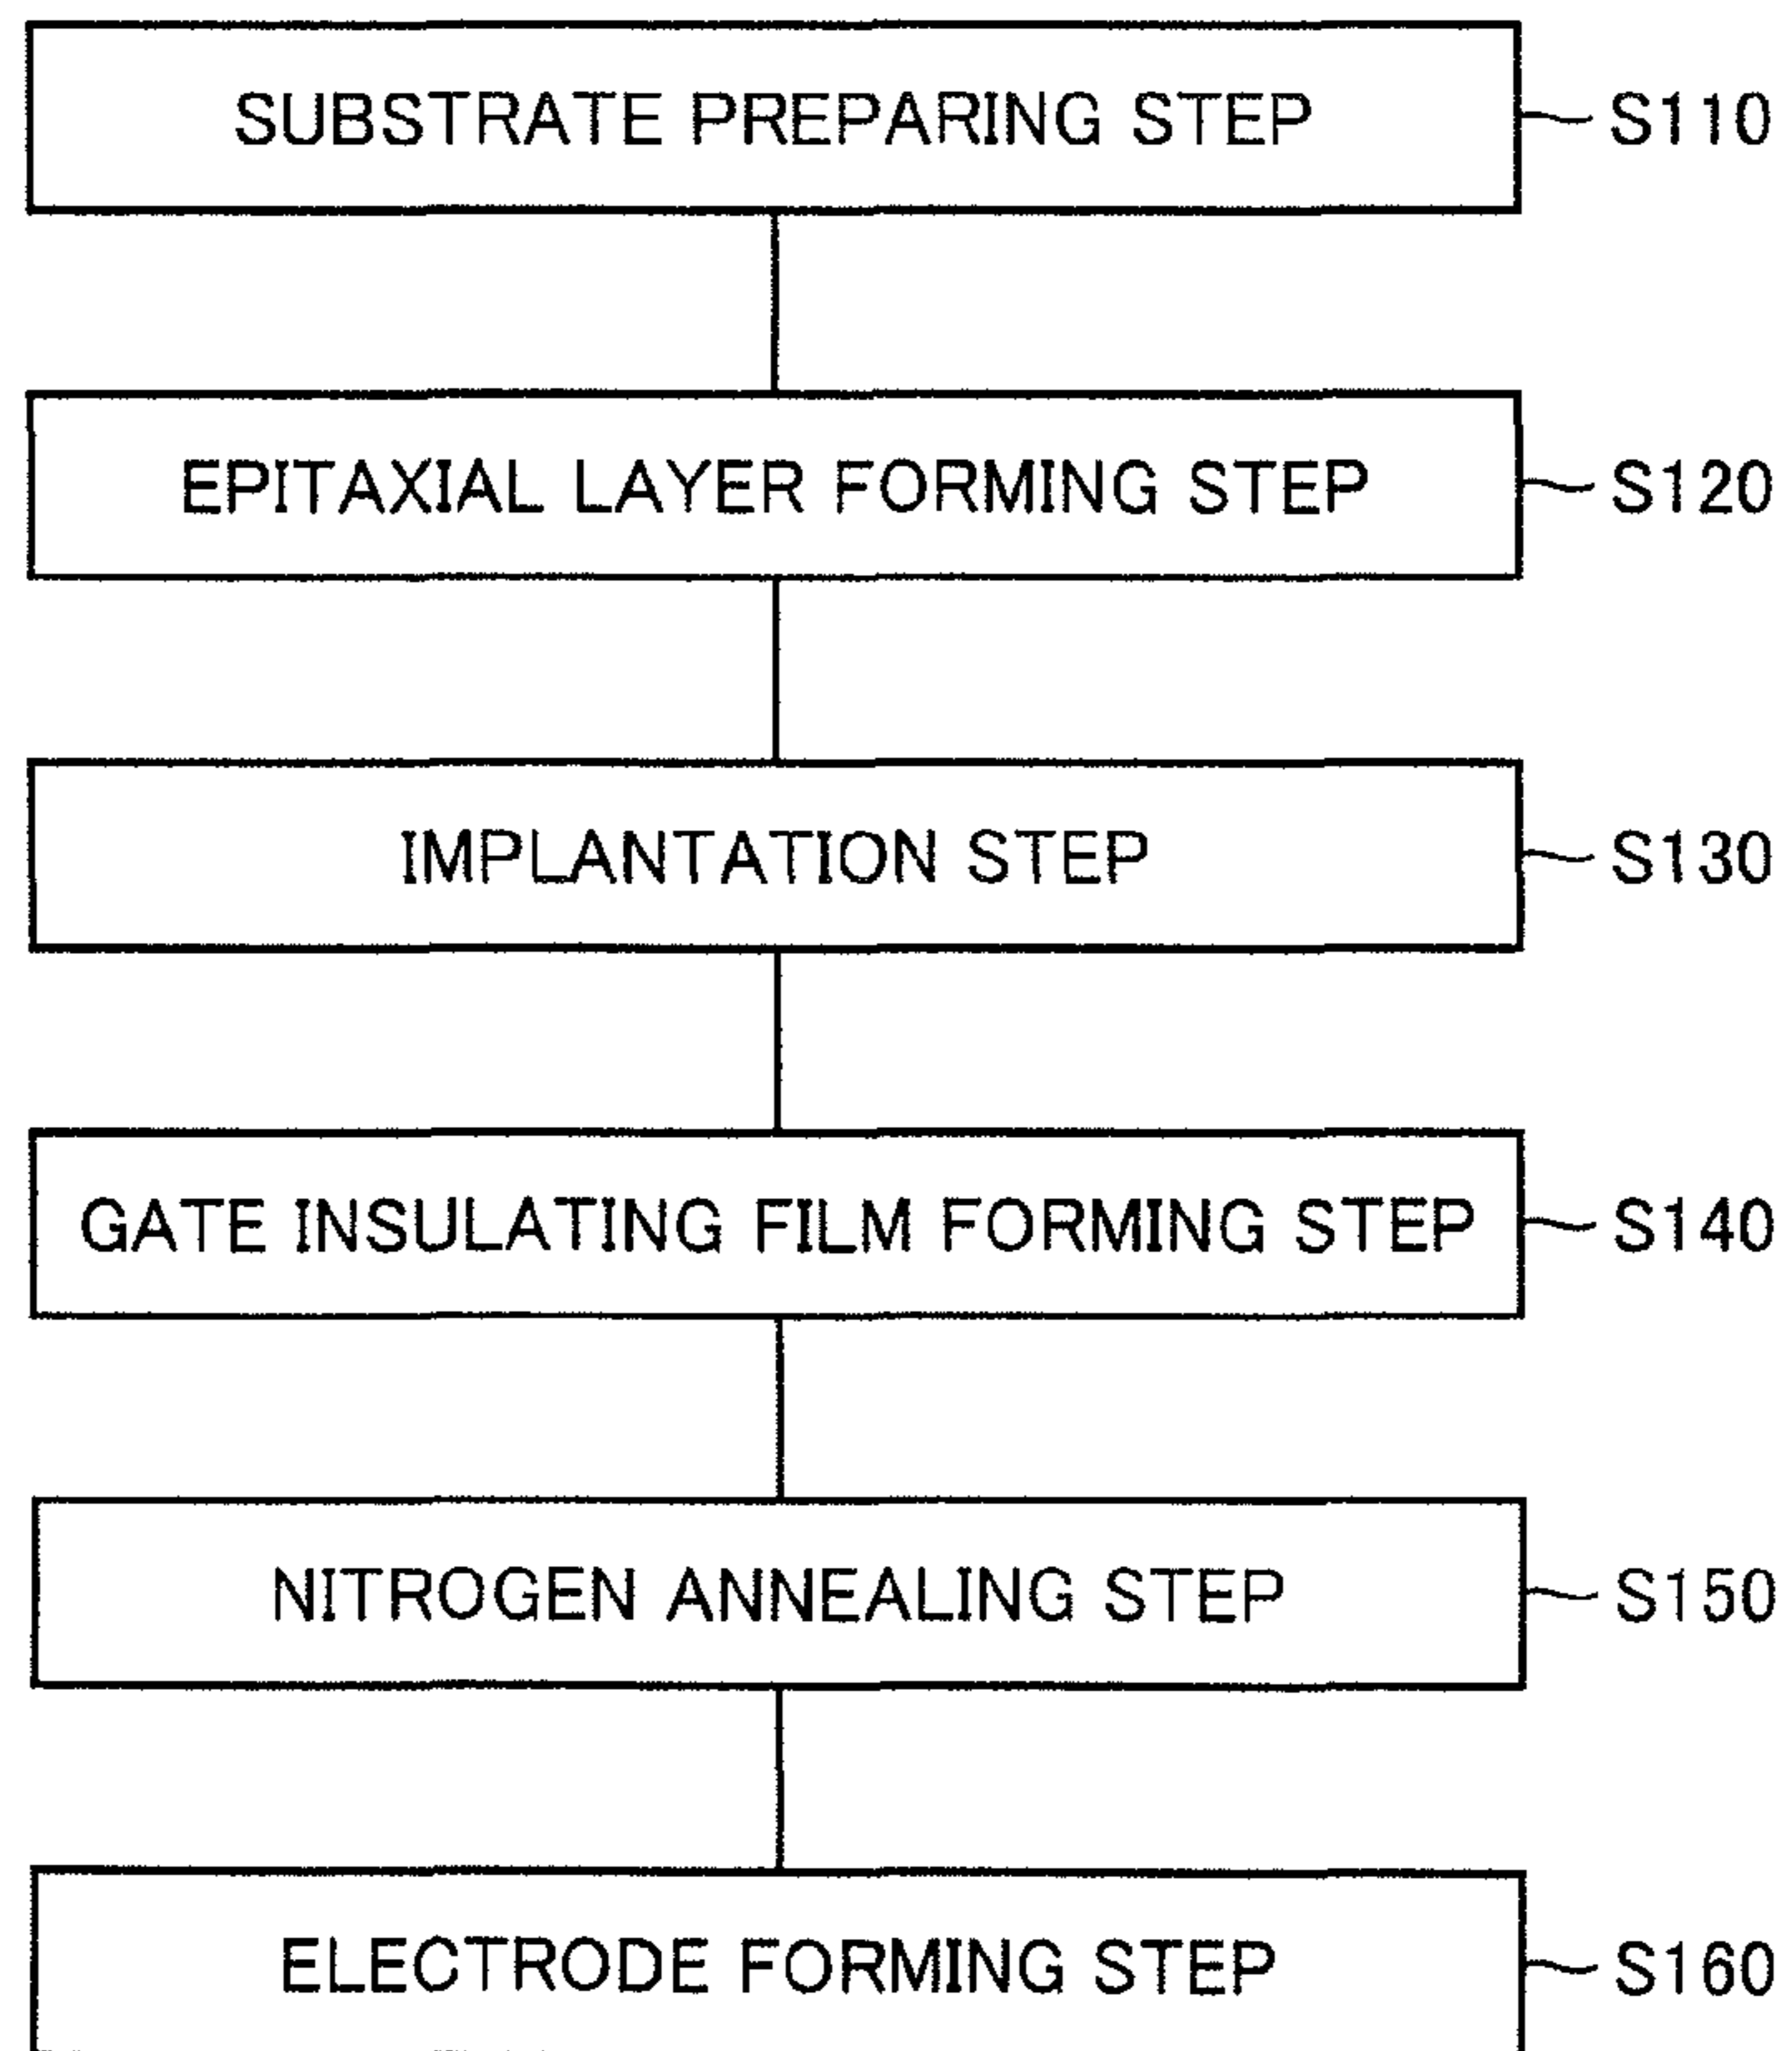 SUBSTRATE PREPARING STEP S110
EPITAXIAL LAYER FORMING STEP S120
IMPLANTATION STEP S130
GATE INSULATING FILM FORMING STEP S140
NITROGEN ANNEALING STEP S150
ELECTRODE FORMING STEP S160